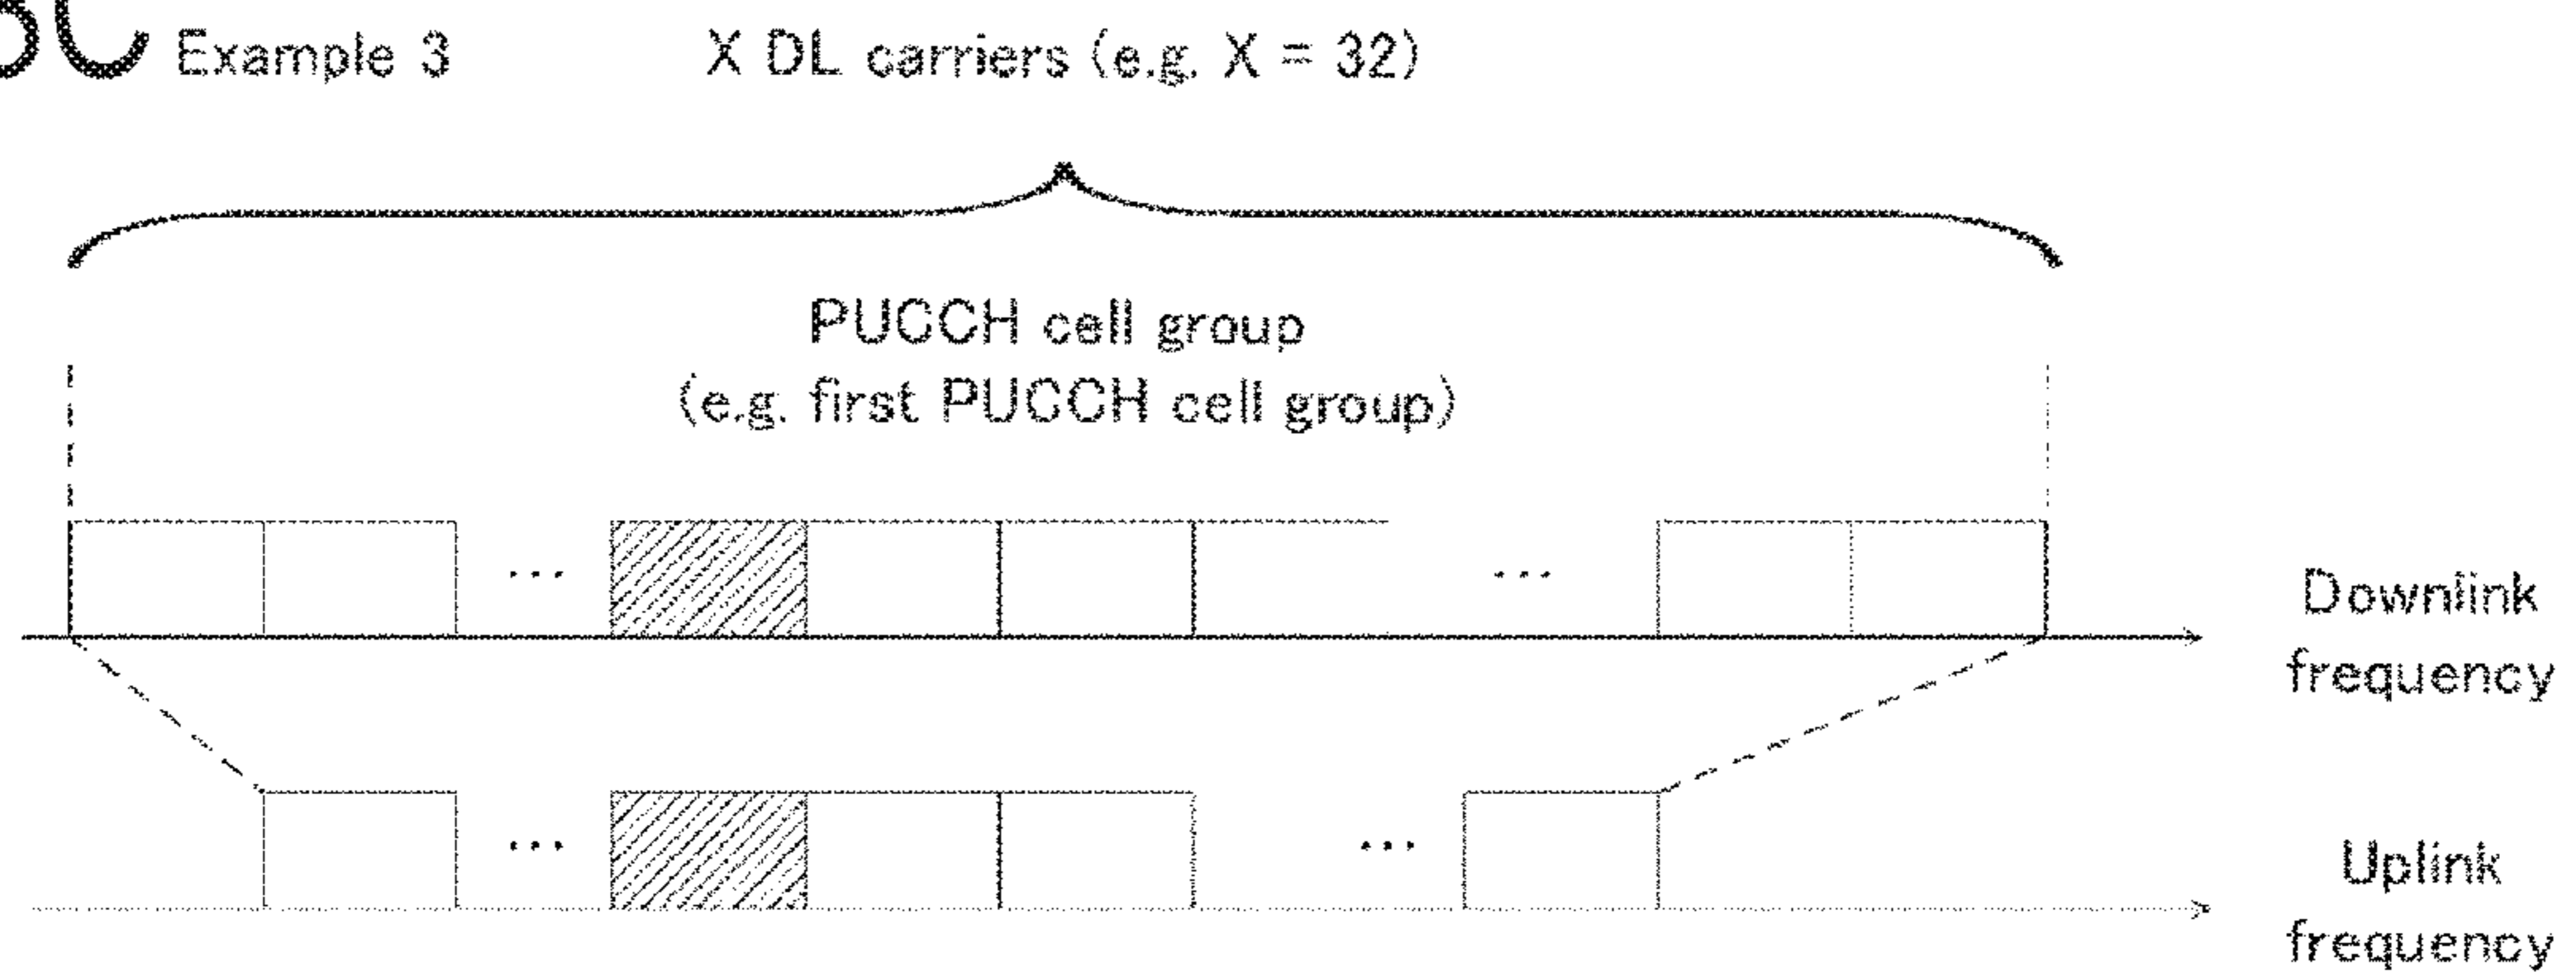 Example 3
X DL carriers (e.g. X = 32)
PUCCH cell group
(e.g. first PUCCH cell group)
...
...
Downlink
frequency
...
...
Uplink
frequency